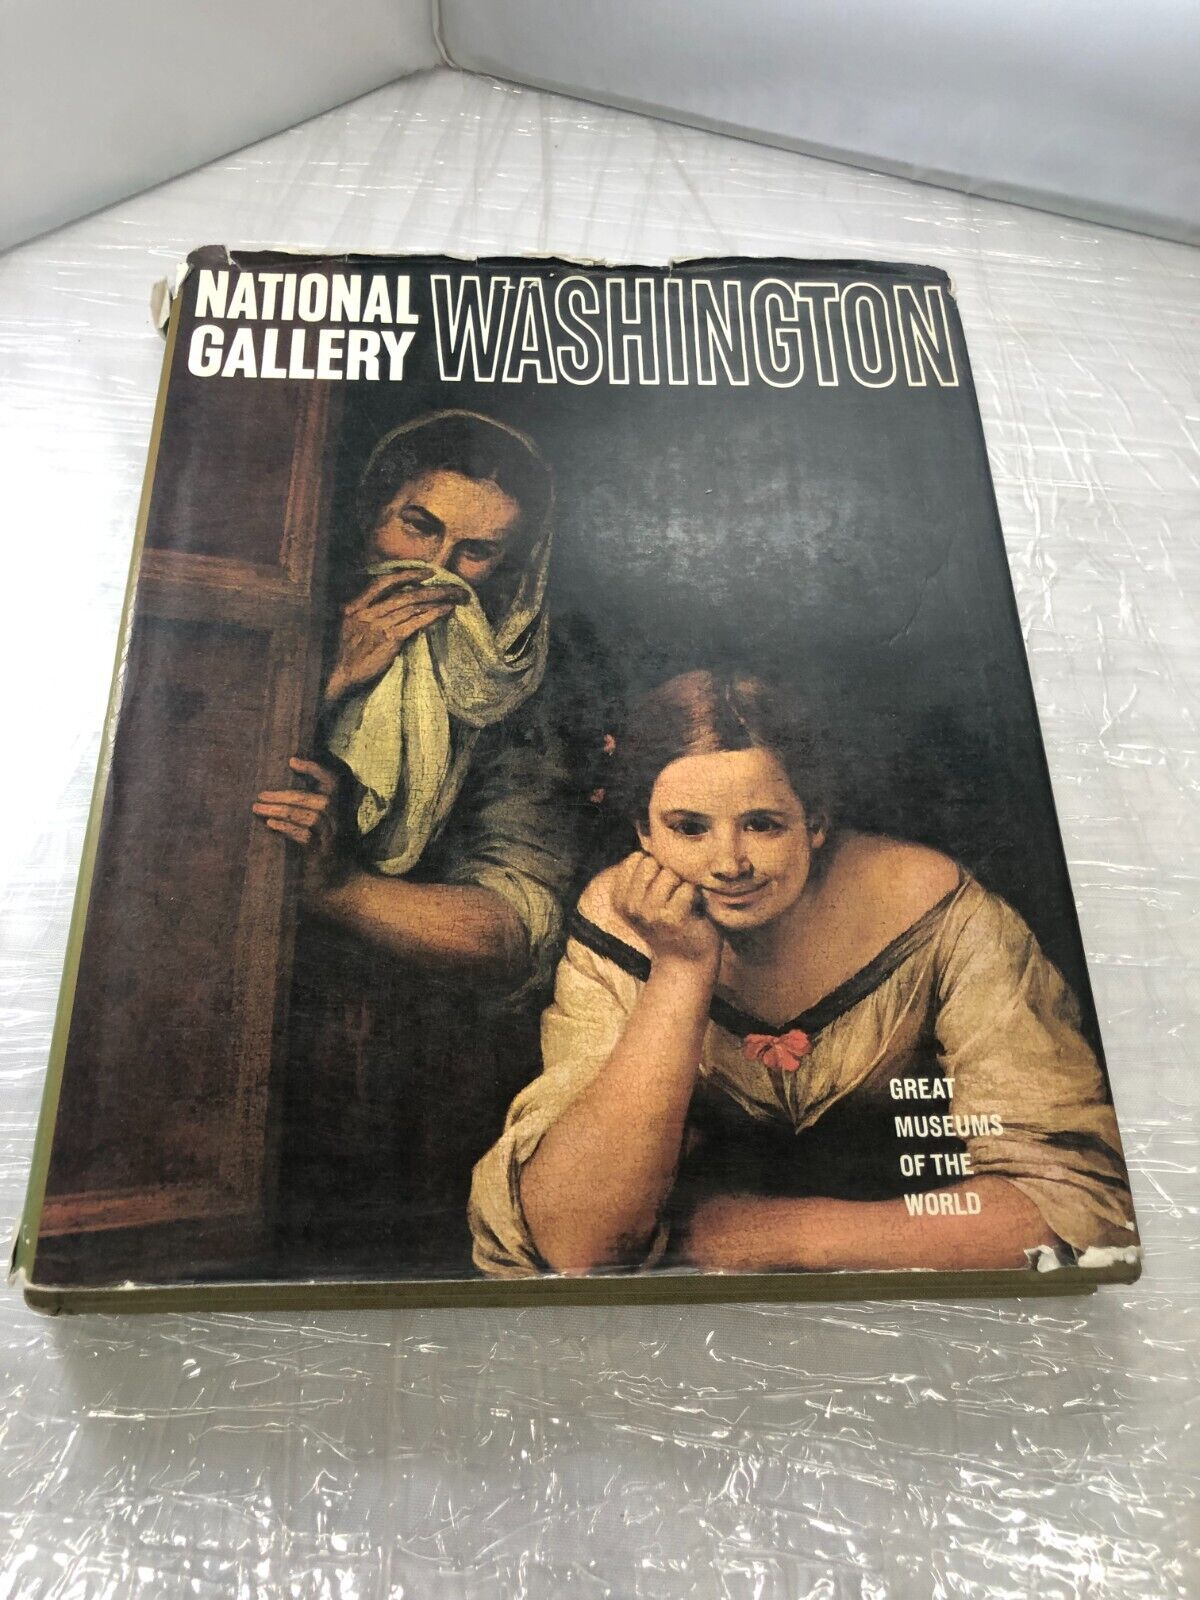 NATIONAL
GALLERY
WASHINGTON
GREAT
MUSEUMS
OF THE
WORLD